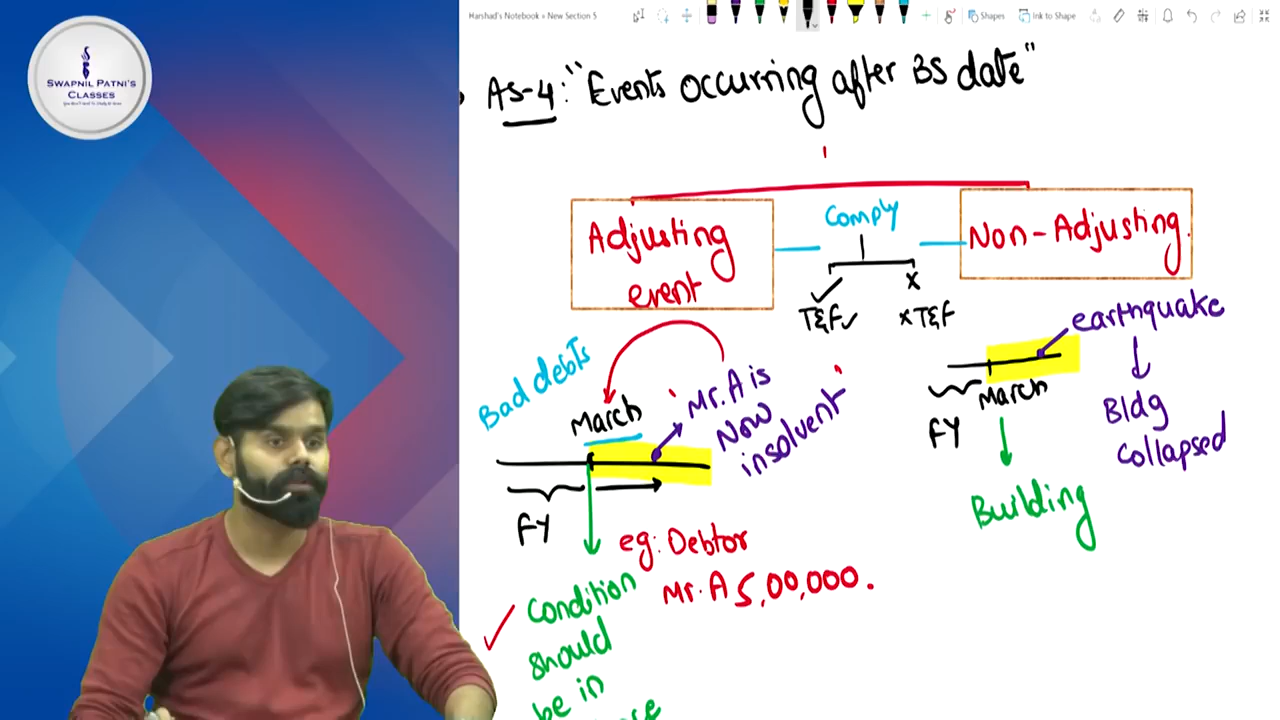 SWAPNIL PATNI'S
CLASSES
Harshad's Notebook » New Section 5
Shapes
Ink to Shape
AS-4: "Events occurring after BS date"
Adjusting
event
Comply
Non-Adjusting.
✓ x
T&F✓ xT&F
Bad debts
March
Mr. A is
Now
insolvent
FY
eg: Debtor
Mr. A 5,00,000.
✓ Condition
should
be in
earthquake
March
FY
Bldg
Collapsed
Building